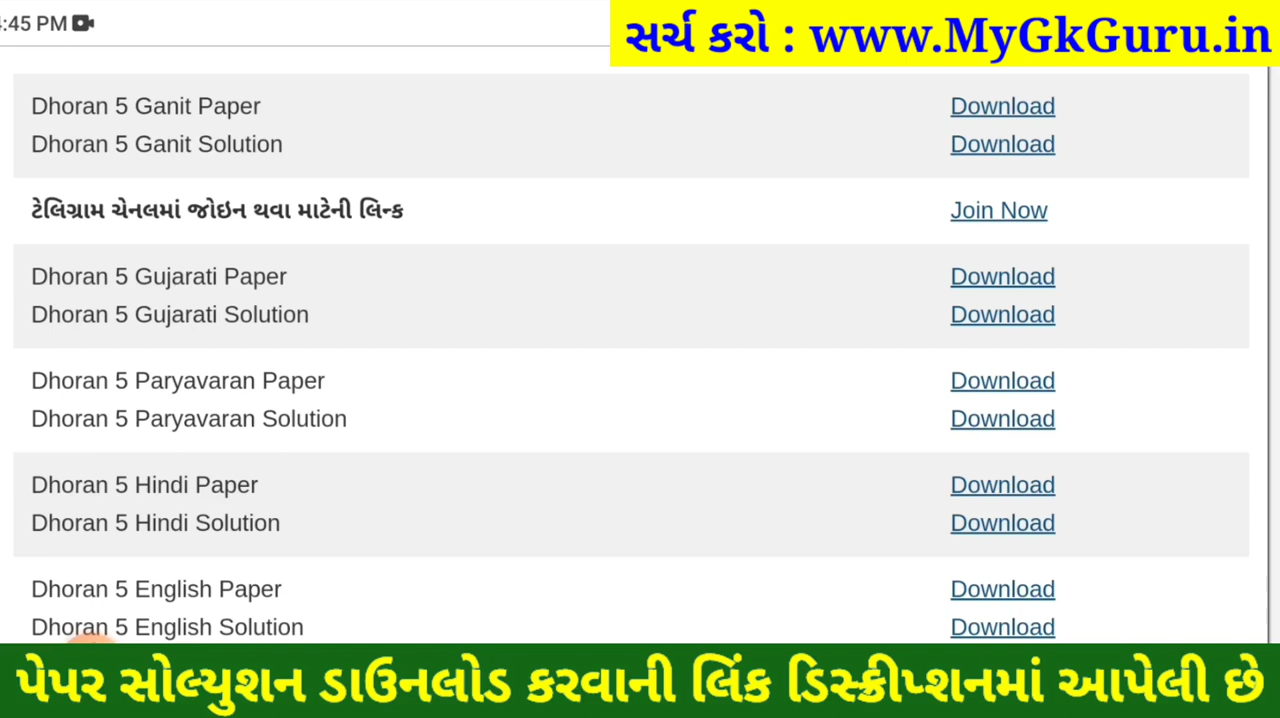 :45 PM
સર્ચ કરો : www.MyGkGuru.in
Dhoran 5 Ganit Paper Download
Dhoran 5 Ganit Solution Download
ટેલિગ્રામ ચેનલમાં જોઇન થવા માટેની લિન્ક Join Now
Dhoran 5 Gujarati Paper Download
Dhoran 5 Gujarati Solution Download
Dhoran 5 Paryavaran Paper Download
Dhoran 5 Paryavaran Solution Download
Dhoran 5 Hindi Paper Download
Dhoran 5 Hindi Solution Download
Dhoran 5 English Paper Download
Dhoran 5 English Solution Download
પેપર સોલ્યુશન ડાઉનલોડ કરવાની લિંક ડિસ્ક્રીપ્શનમાં આપેલી છે